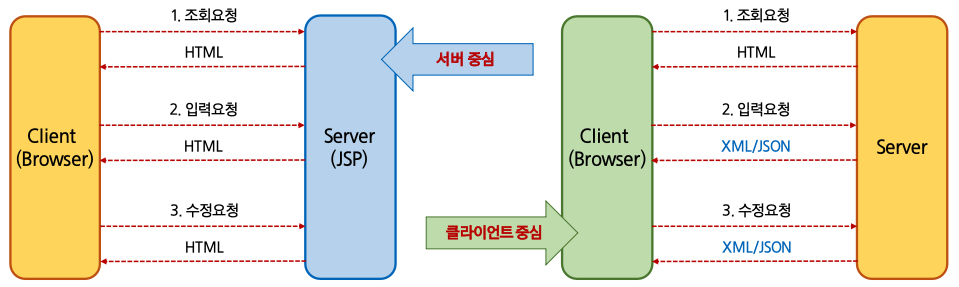 1. 조회요청
HTML
2. 입력요청
HTML
3. 수정요청
HTML
Client
(Browser)
Server
(JSP)
서버 중심
클라이언트 중심
1. 조회요청
HTML
2. 입력요청
XML/JSON
3. 수정요청
XML/JSON
Client
(Browser)
Server